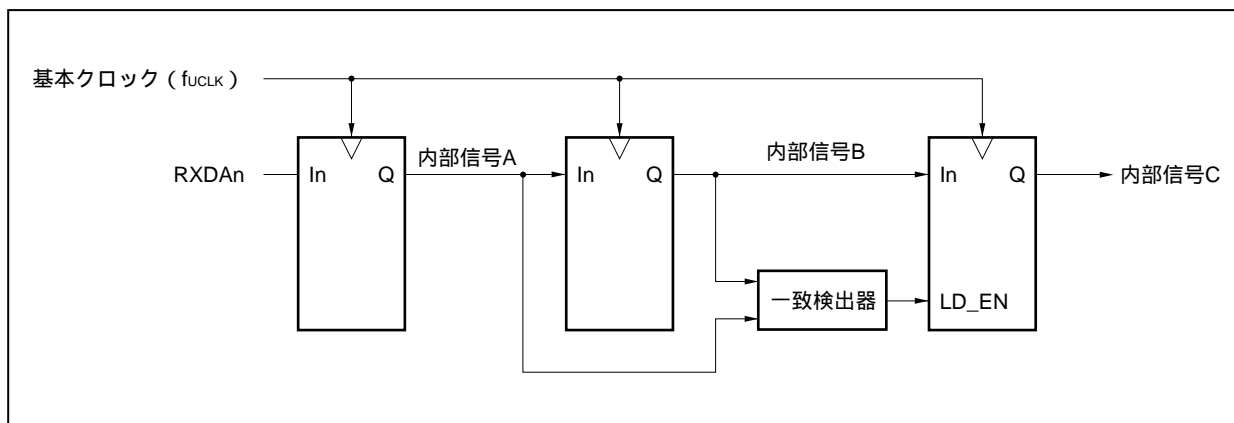 基本クロック（fUCLK）
RXDAn
In
Q
内部信号A
In
Q
内部信号B
In
Q
内部信号C
一致検出器
LD_EN